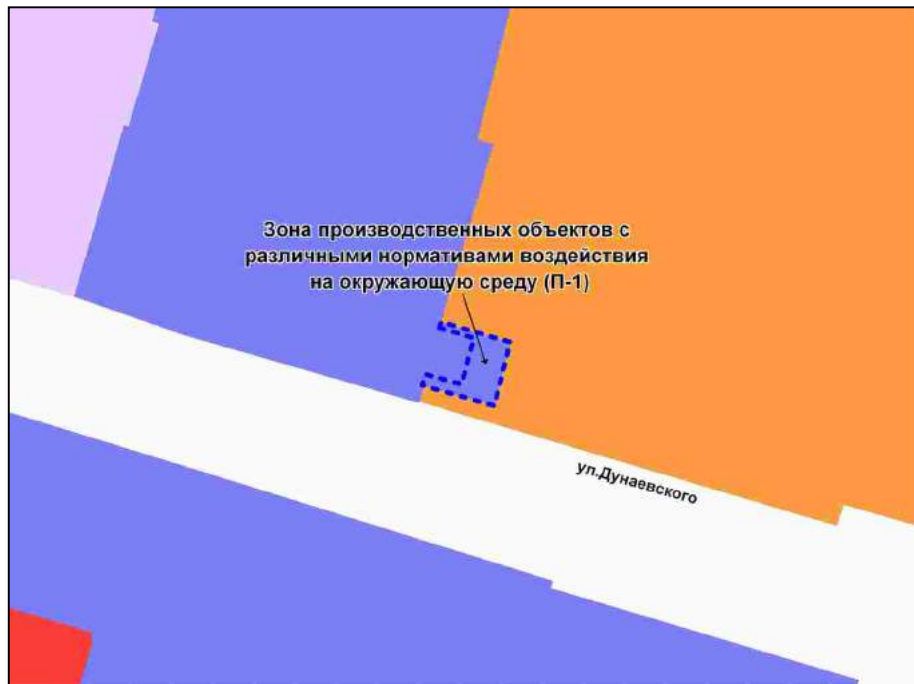 Зона производственных объектов с
различными нормативами воздействия
на окружающую среду (П-1)
ул.Дунаевского